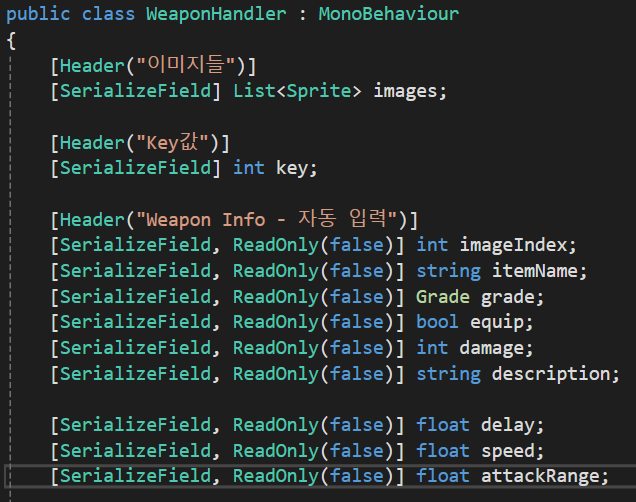 public class WeaponHandler : MonoBehaviour
{
[Header("이미지들")]
[SerializeField] List<Sprite> images;
[Header("Key값")]
[SerializeField] int key;
[Header("Weapon Info - 자동 입력")]
[SerializeField, ReadOnly(false)] int imageIndex;
[SerializeField, ReadOnly(false)] string itemName;
[SerializeField, ReadOnly(false)] Grade grade;
[SerializeField, ReadOnly(false)] bool equip;
[SerializeField, ReadOnly(false)] int damage;
[SerializeField, ReadOnly(false)] string description;
[SerializeField, ReadOnly(false)] float delay;
[SerializeField, ReadOnly(false)] float speed;
[SerializeField, ReadOnly(false)] float attackRange;